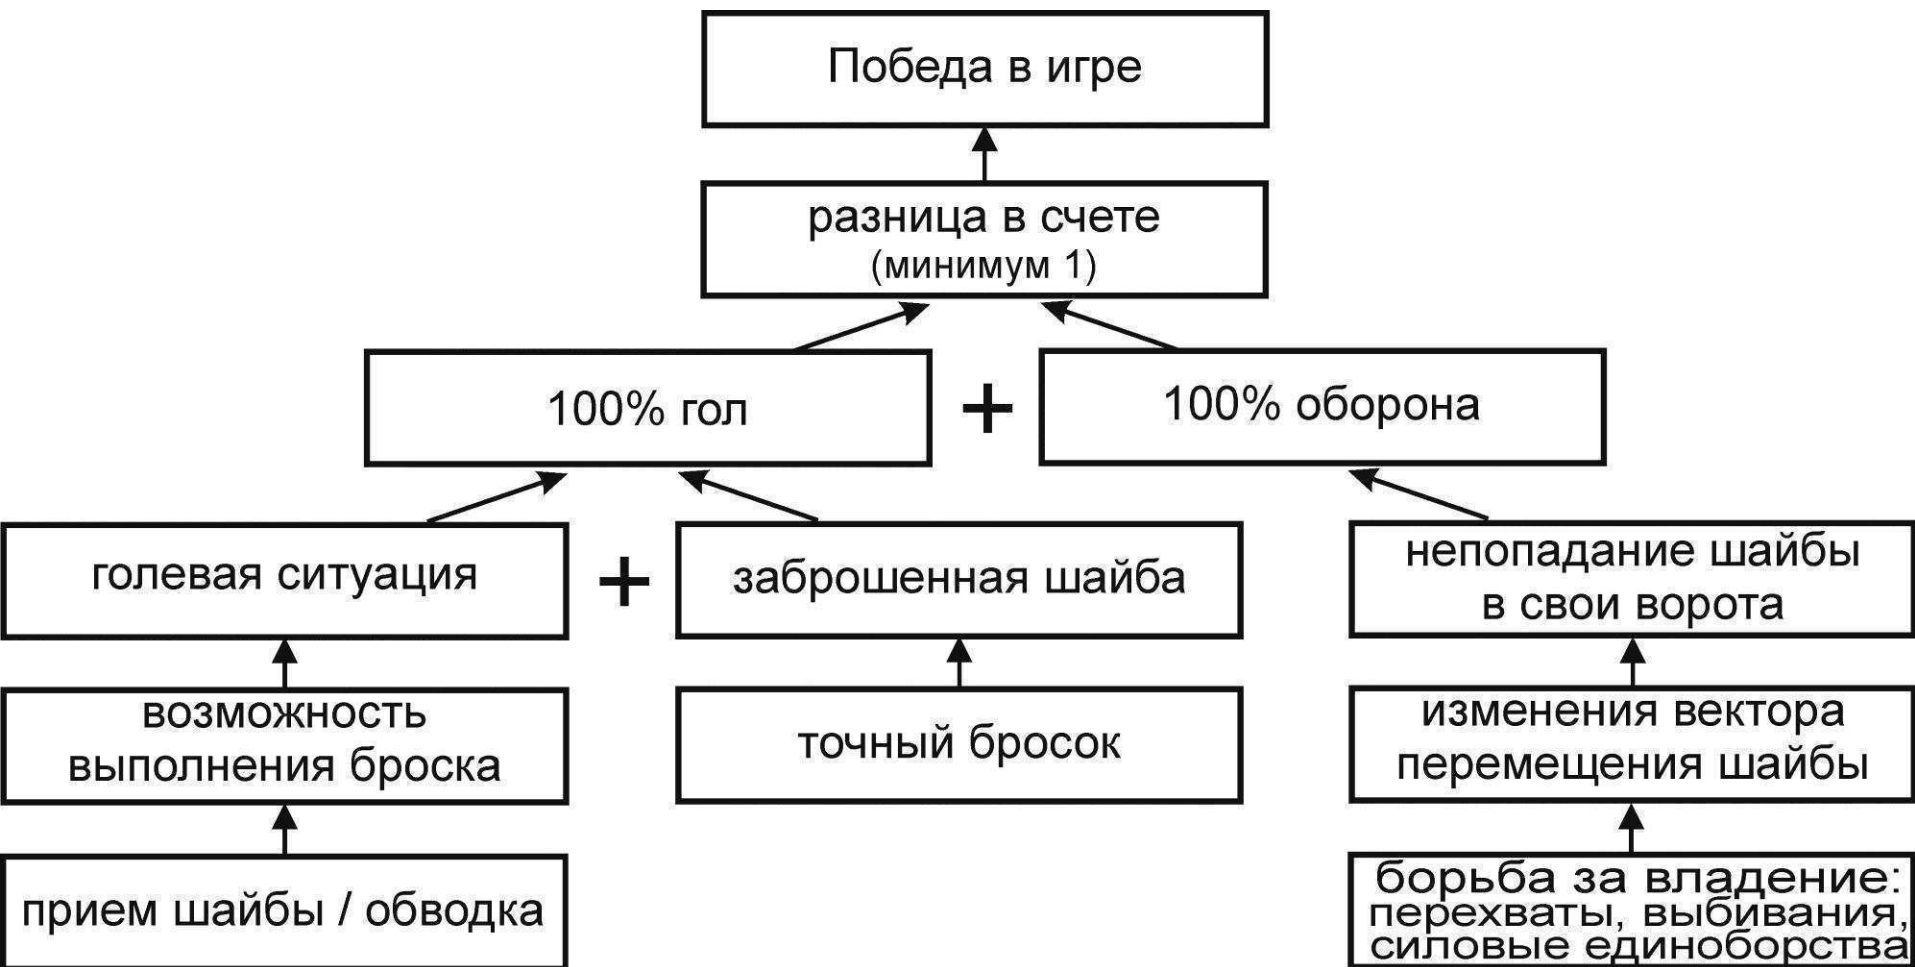 Победа в игре
разница в счете
(минимум 1)
100% гол
+
100% оборона
голевая ситуация
+
заброшенная шайба
непопадание шайбы
в свои ворота
возможность
выполнения броска
точный бросок
изменения вектора
перемещения шайбы
прием шайбы / обводка
борьба за владение:
перехваты, выбивания,
силовые единоборства